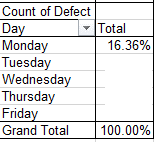 Count of Defect
Day Total
Monday 16.36%
Tuesday
Wednesday
Thursday
Friday
Grand Total 100.00%